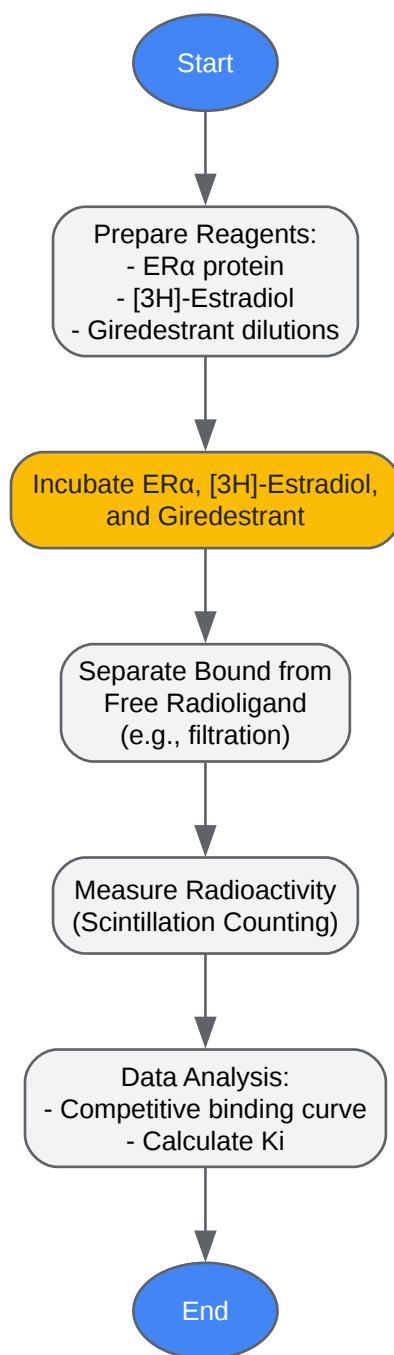 Start
Prepare Reagents:
- ERα protein
- [3H]-Estradiol
- Giredestrant dilutions
Incubate ERα, [3H]-Estradiol,
and Giredestrant
Separate Bound from
Free Radioligand
(e.g., filtration)
Measure Radioactivity
(Scintillation Counting)
Data Analysis:
- Competitive binding curve
- Calculate Ki
End